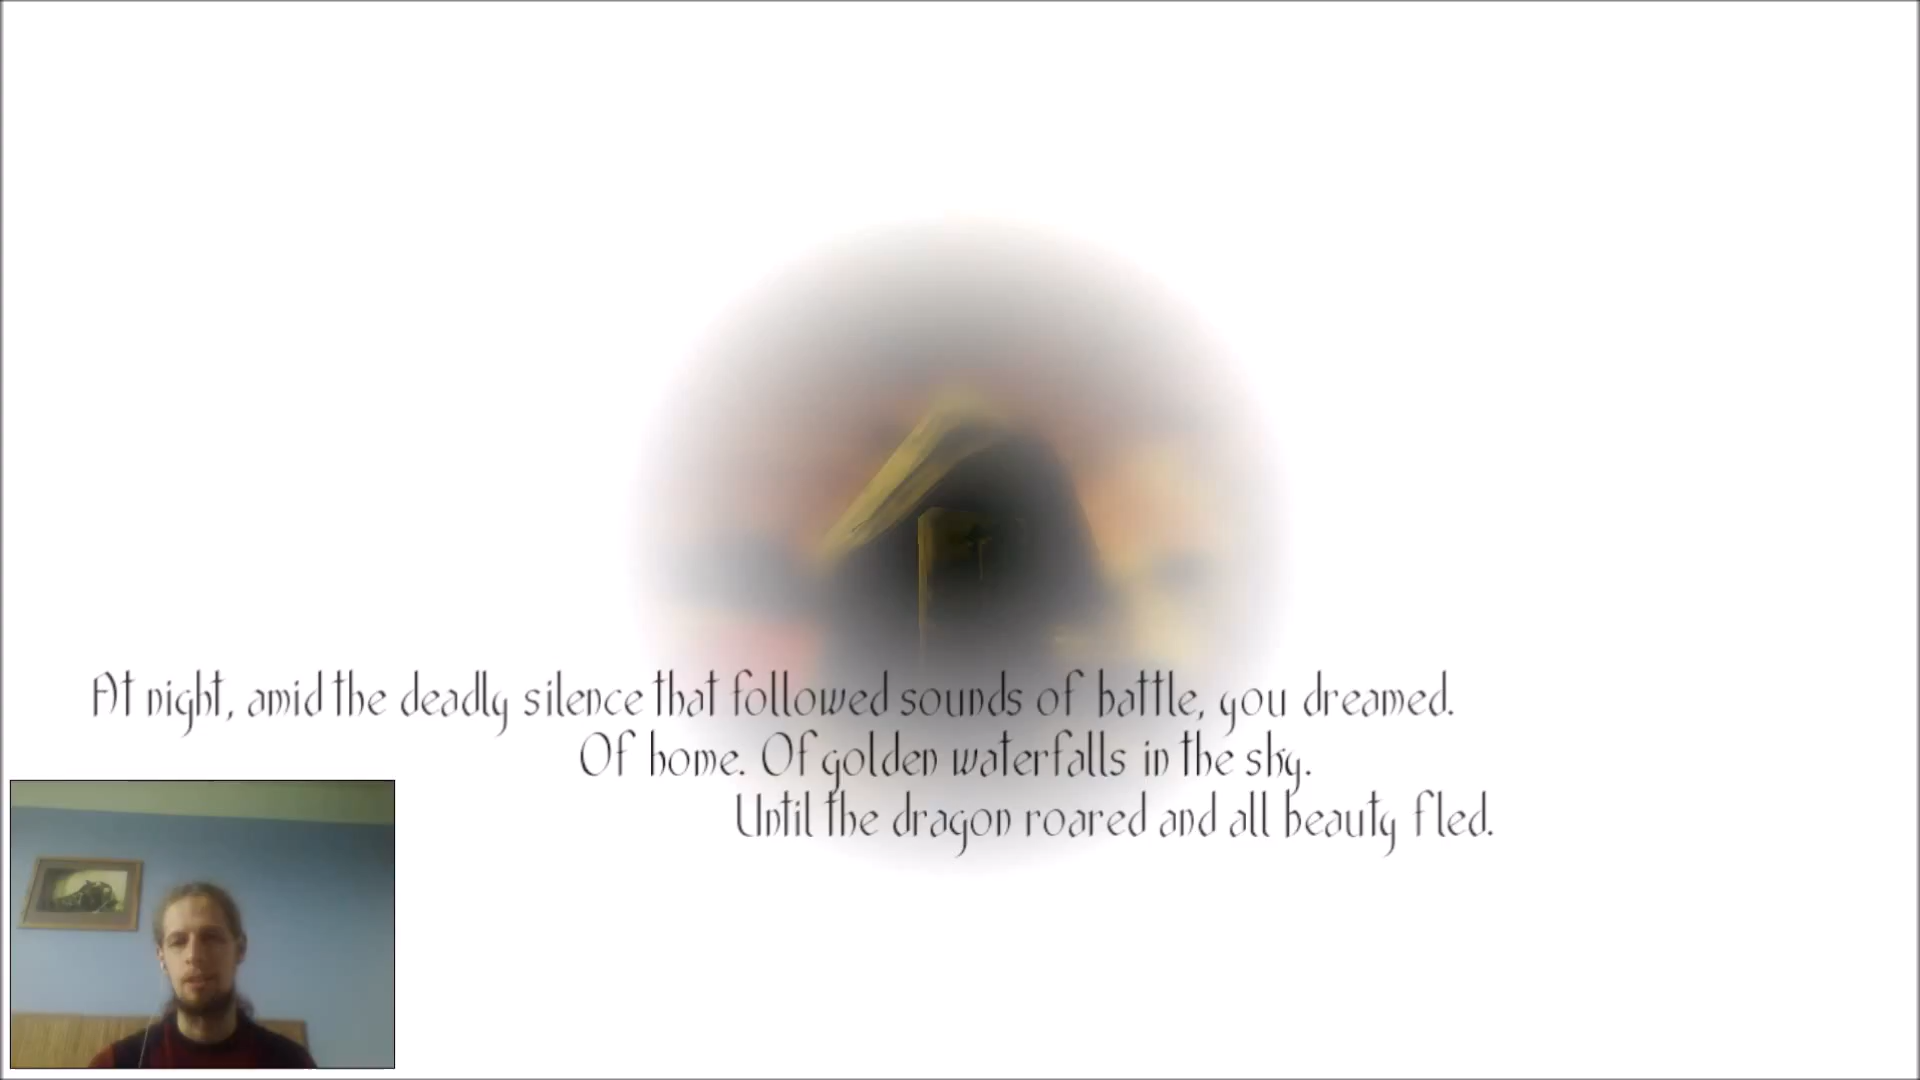 At night, amid the deadly silence that followed sounds of battle, you dreamed.
Of home. Of golden waterfalls in the sky.
Until the dragon roared and all beauty fled.